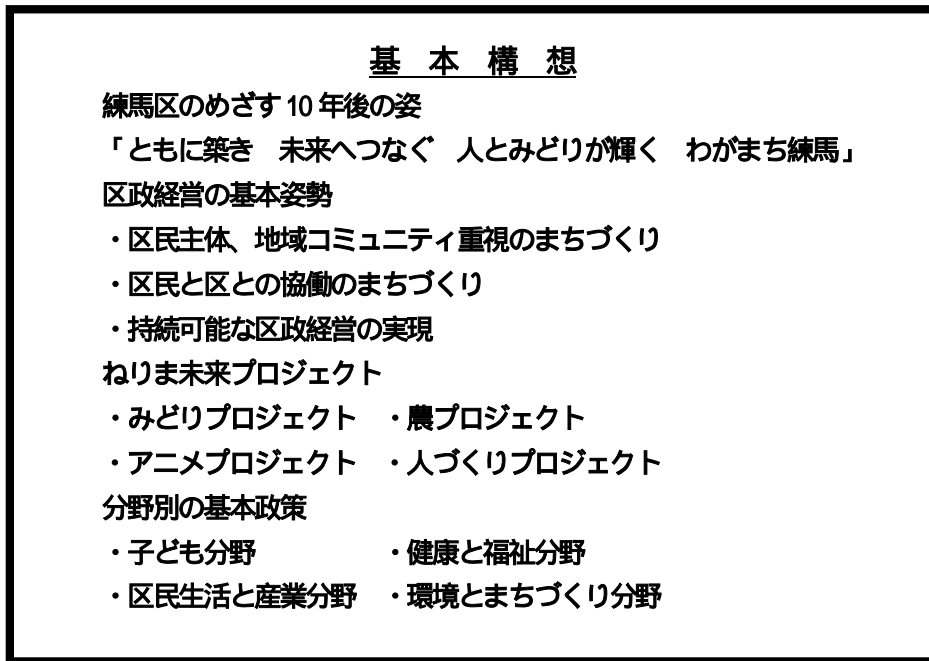 基　本　構　想
練馬区のめざす10年後の姿
「ともに築き　未来へつなぐ　人とみどりが輝く　わがまち練馬」
区政経営の基本姿勢
・区民主体、地域コミュニティ重視のまちづくり
・区民と区との協働のまちづくり
・持続可能な区政経営の実現
ねりま未来プロジェクト
・みどりプロジェクト　・農プロジェクト
・アニメプロジェクト　・人づくりプロジェクト
分野別の基本政策
・子ども分野　　　　　・健康と福祉分野
・区民生活と産業分野　・環境とまちづくり分野